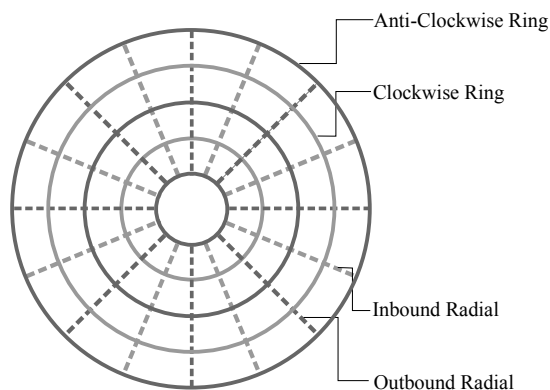 Anti-Clockwise Ring
Clockwise Ring
Inbound Radial
Outbound Radial